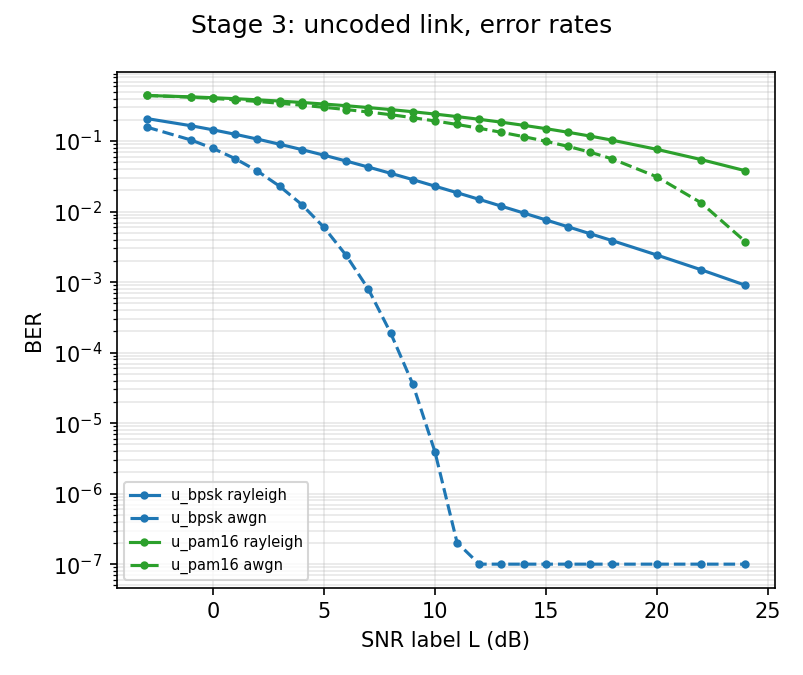 Stage 3: uncoded link, error rates
BER
10⁻¹
10⁻²
10⁻³
10⁻⁴
10⁻⁵
10⁻⁶
10⁻⁷
u_bpsk rayleigh
u_bpsk awgn
u_pam16 rayleigh
u_pam16 awgn
0 5 10 15 20 25
SNR label L (dB)